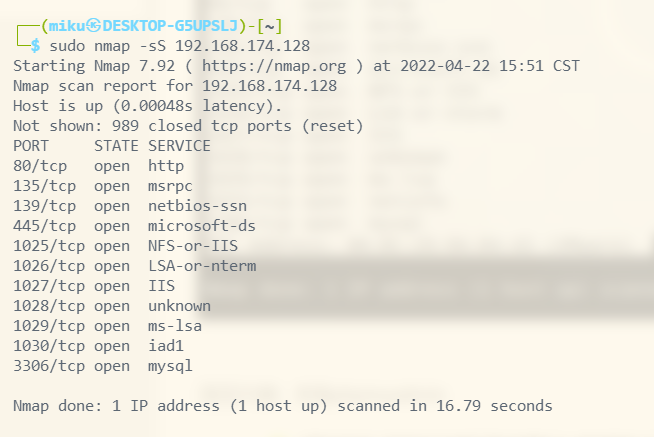 ┌──(miku㉿DESKTOP-G5UPSLJ)-[~]
└─$ sudo nmap -sS 192.168.174.128
Starting Nmap 7.92 ( https://nmap.org ) at 2022-04-22 15:51 CST
Nmap scan report for 192.168.174.128
Host is up (0.00048s latency).
Not shown: 989 closed tcp ports (reset)
PORT     STATE SERVICE
80/tcp   open  http
135/tcp  open  msrpc
139/tcp  open  netbios-ssn
445/tcp  open  microsoft-ds
1025/tcp open  NFS-or-IIS
1026/tcp open  LSA-or-nterm
1027/tcp open  IIS
1028/tcp open  unknown
1029/tcp open  ms-lsa
1030/tcp open  iad1
3306/tcp open  mysql
Nmap done: 1 IP address (1 host up) scanned in 16.79 seconds